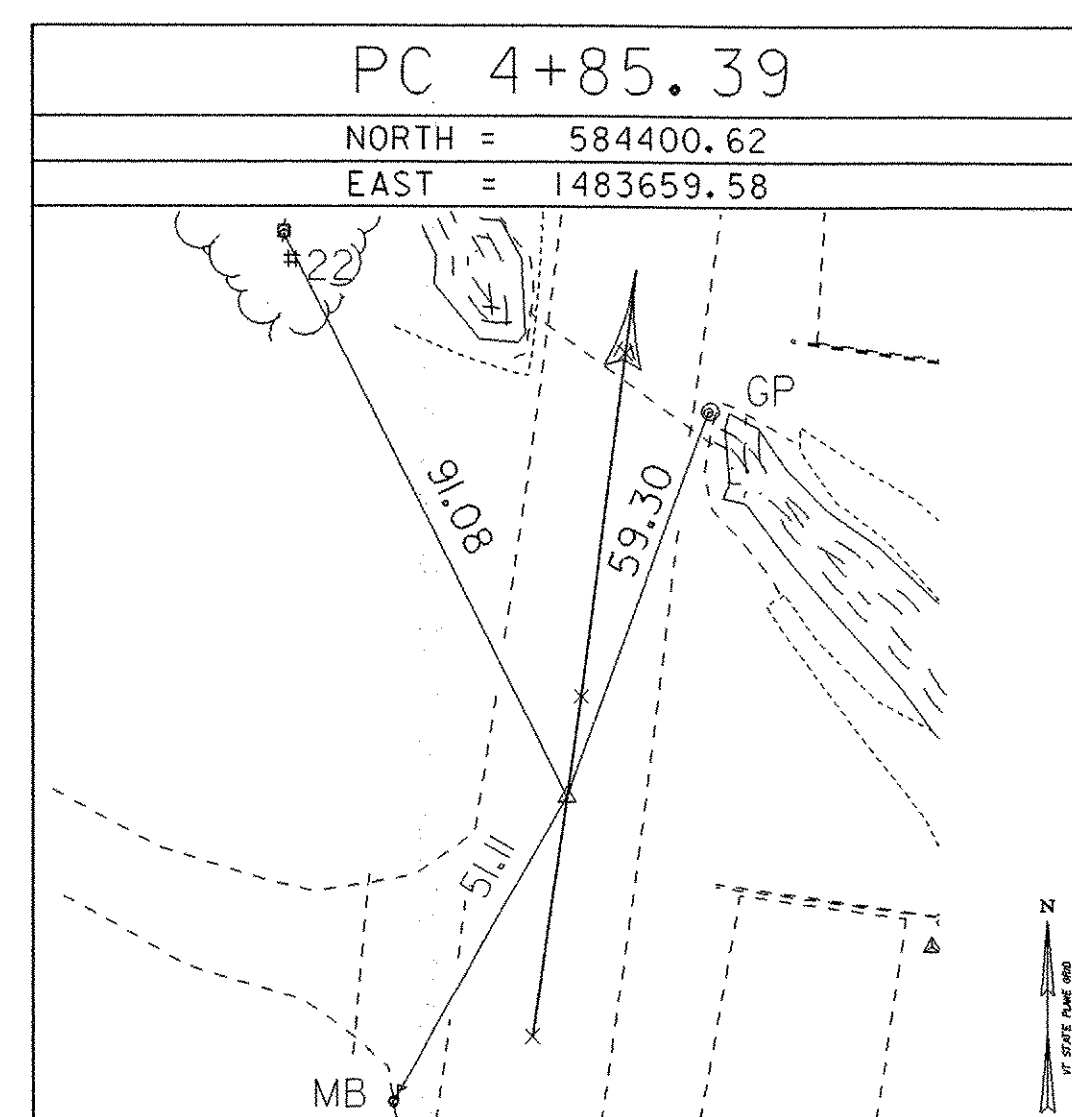 PC 4+85.39
NORTH = 584400.62
EAST = 1483659.58
#22
GP
91.08
59.30
51.11
MB
N
VT STATE PLANE GRID